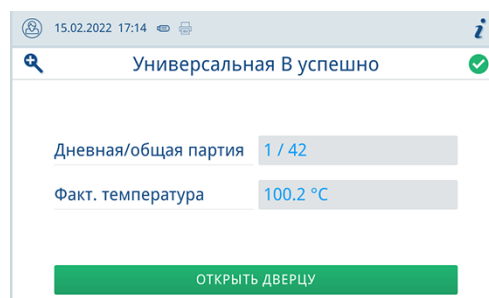 15.02.2022 17:14
i
Универсальная В успешно
Дневная/общая партия 1 / 42
Факт. температура 100.2 °C
ОТКРЫТЬ ДВЕРЦУ